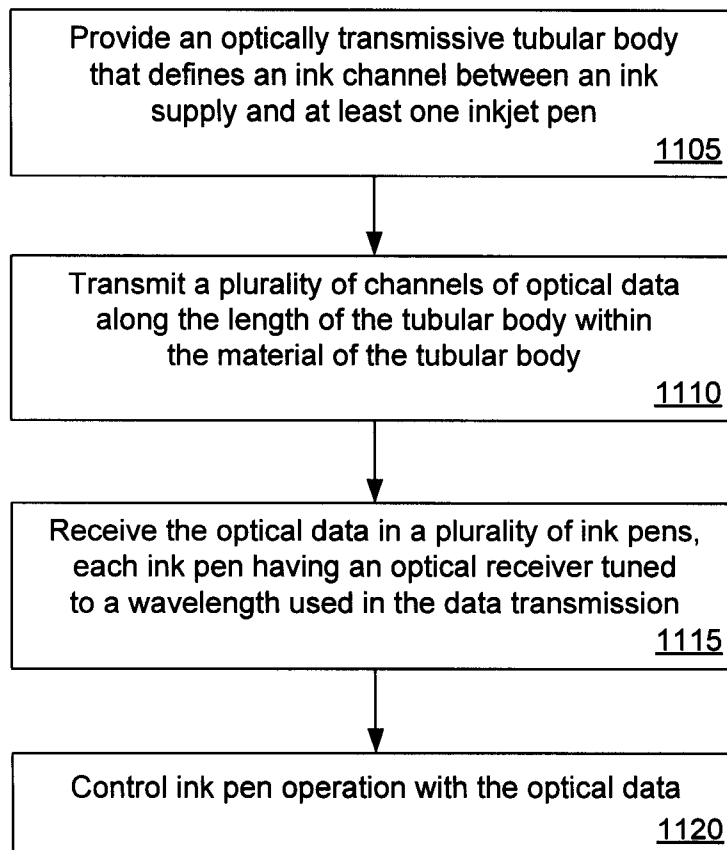 Provide an optically transmissive tubular body
that defines an ink channel between an ink
supply and at least one inkjet pen
1105
Transmit a plurality of channels of optical data
along the length of the tubular body within
the material of the tubular body
1110
Receive the optical data in a plurality of ink pens,
each ink pen having an optical receiver tuned
to a wavelength used in the data transmission
1115
Control ink pen operation with the optical data
1120